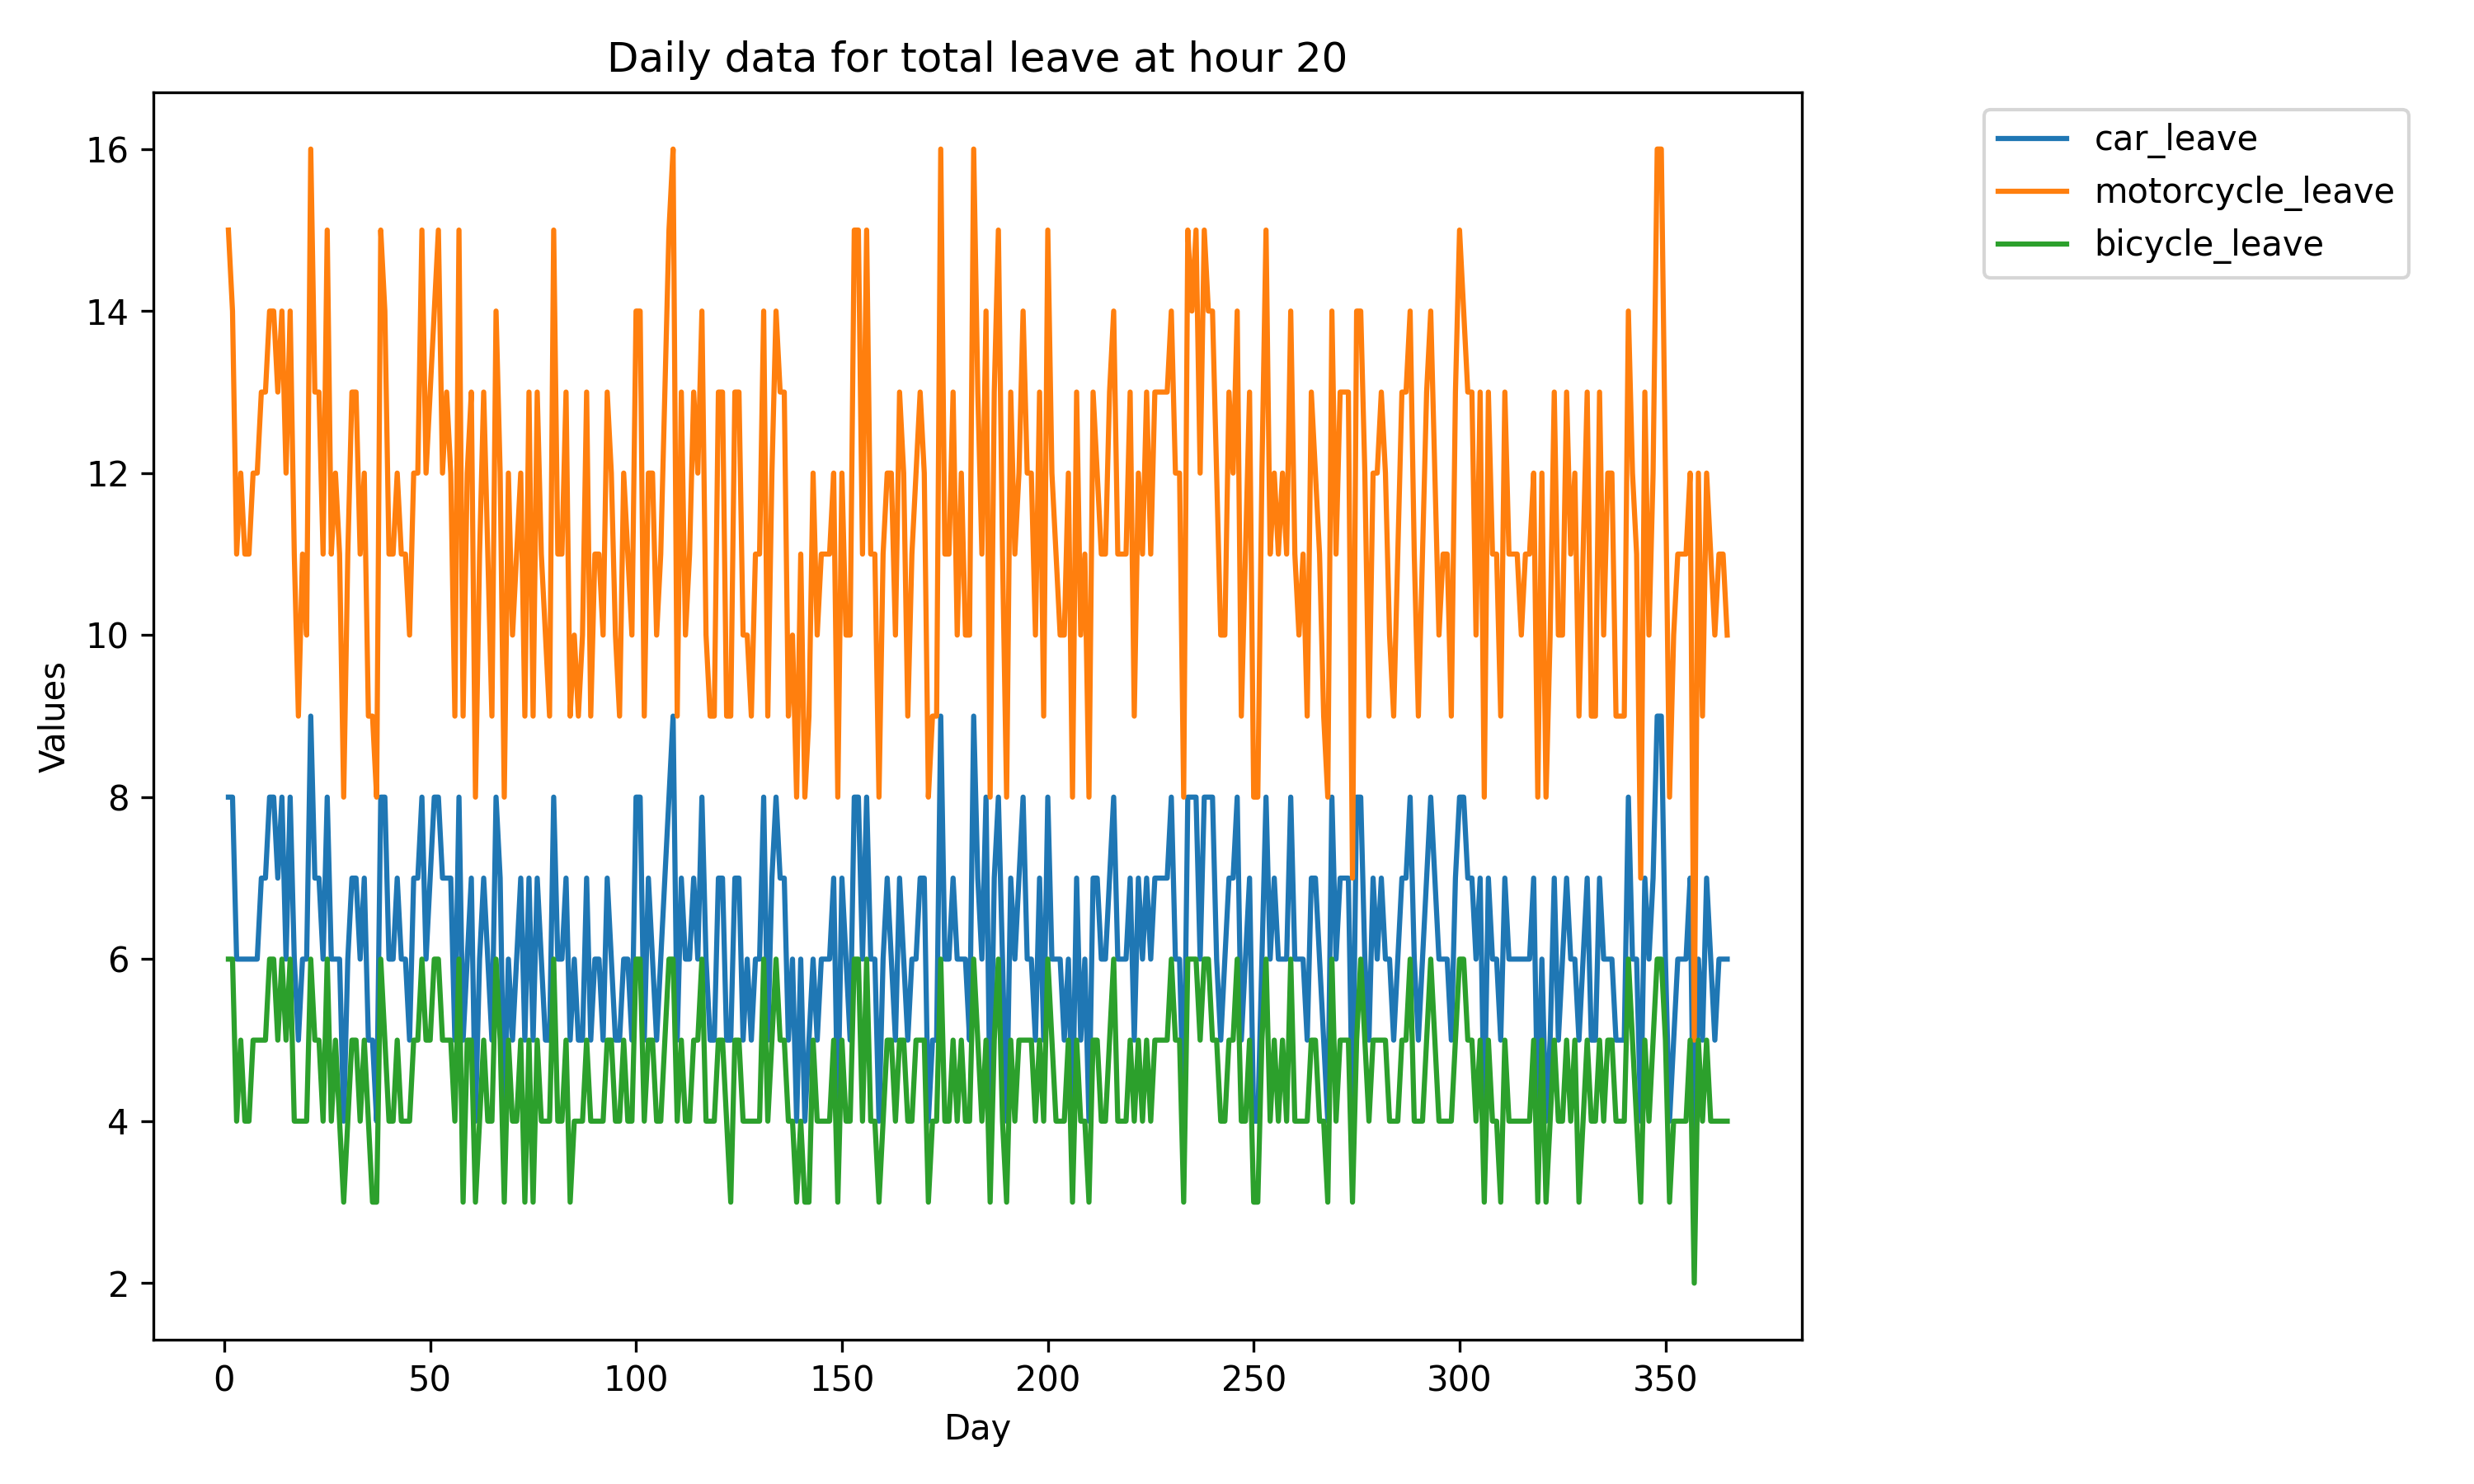 Daily data for total leave at hour 20
car_leave
motorcycle_leave
bicycle_leave
16
14
12
10
8
6
4
2
Values
0 50 100 150 200 250 300 350
Day